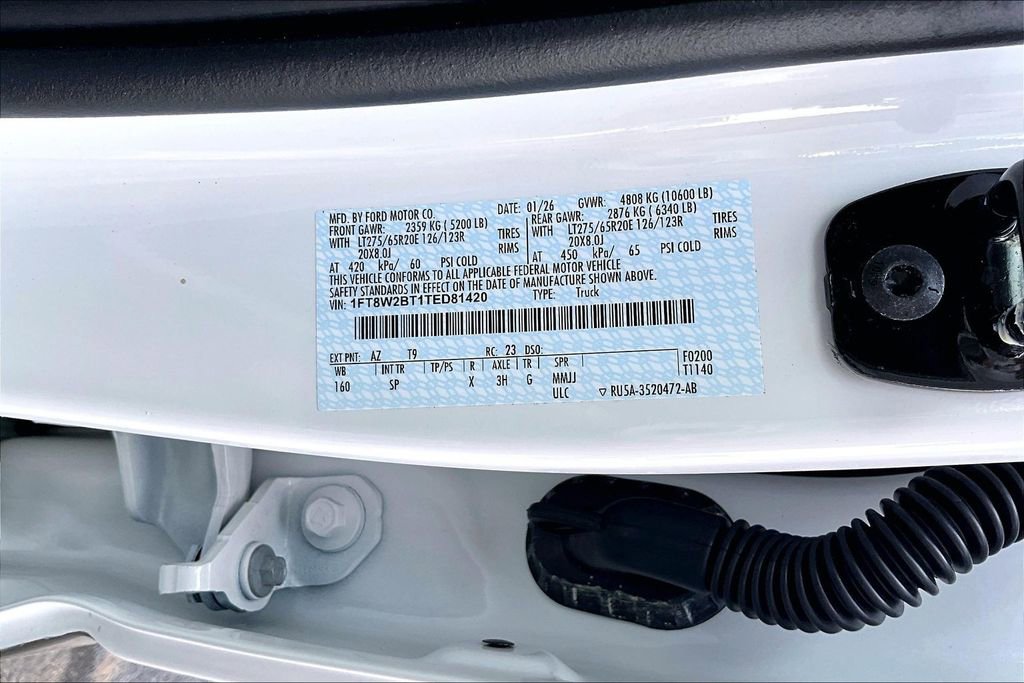 MFD. BY FORD MOTOR CO. DATE: 01/26 GVWR: 4808 KG (10600 LB)
FRONT GAWR: 2359 KG ( 5200 LB) REAR GAWR: 2876 KG ( 6340 LB)
WITH LT275/65R20E 126/123R TIRES WITH LT275/65R20E 126/123R TIRES
20X8.0J RIMS 20X8.0J RIMS
AT 420 kPa/ 60 PSI COLD AT 450 kPa/ 65 PSI COLD
THIS VEHICLE CONFORMS TO ALL APPLICABLE FEDERAL MOTOR VEHICLE
SAFETY STANDARDS IN EFFECT ON THE DATE OF MANUFACTURE SHOWN ABOVE.
VIN: 1FT8W2BT1TED81420 TYPE: Truck
EXT PNT: AZ T9 RC: 23 DSO:
WB INT TR TP/PS R AXLE TR SPR F0200
160 SP X 3H G MMJJ T1140
ULC ▽ RU5A-3520472-AB